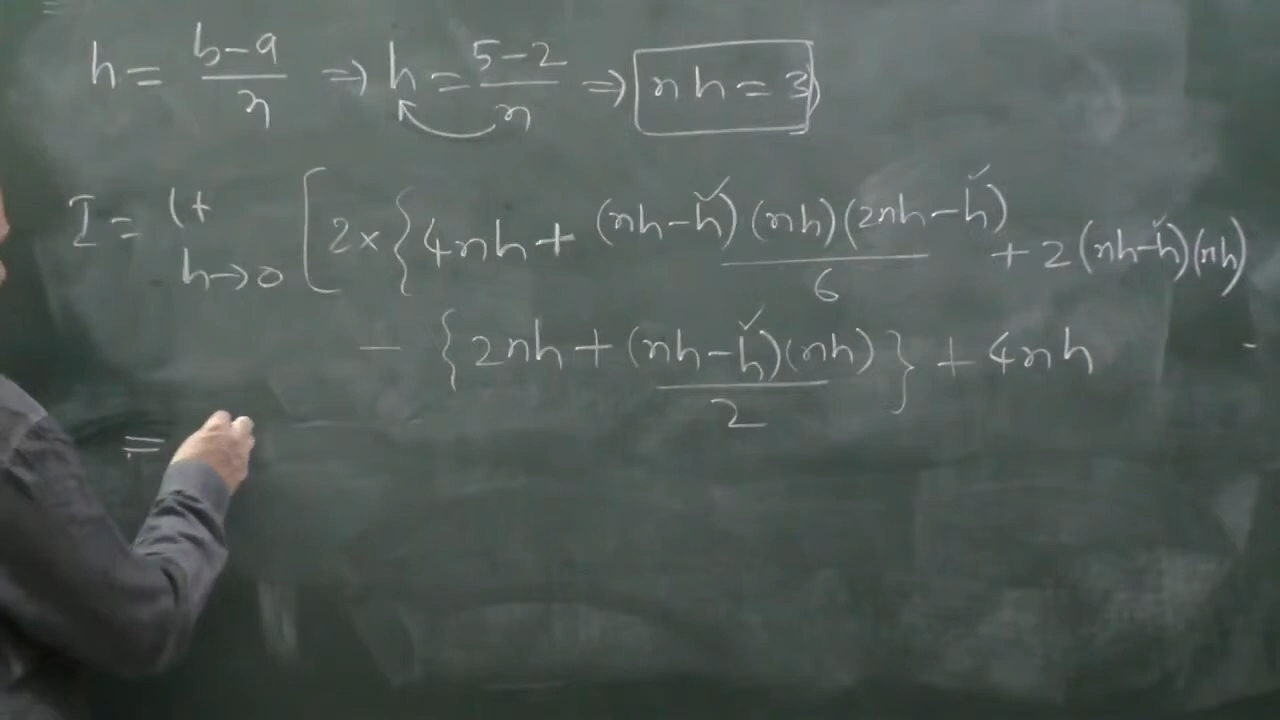 h = (b-a)/n ⇒ h = (5-2)/n ⇒ nh = 3
I = lt h→0 [ 2×{4nh + (nh-h)(nh)(2nh-h)/6 + 2(nh-h)(nh)
- {2nh + (nh-h)(nh)/2} + 4nh
=